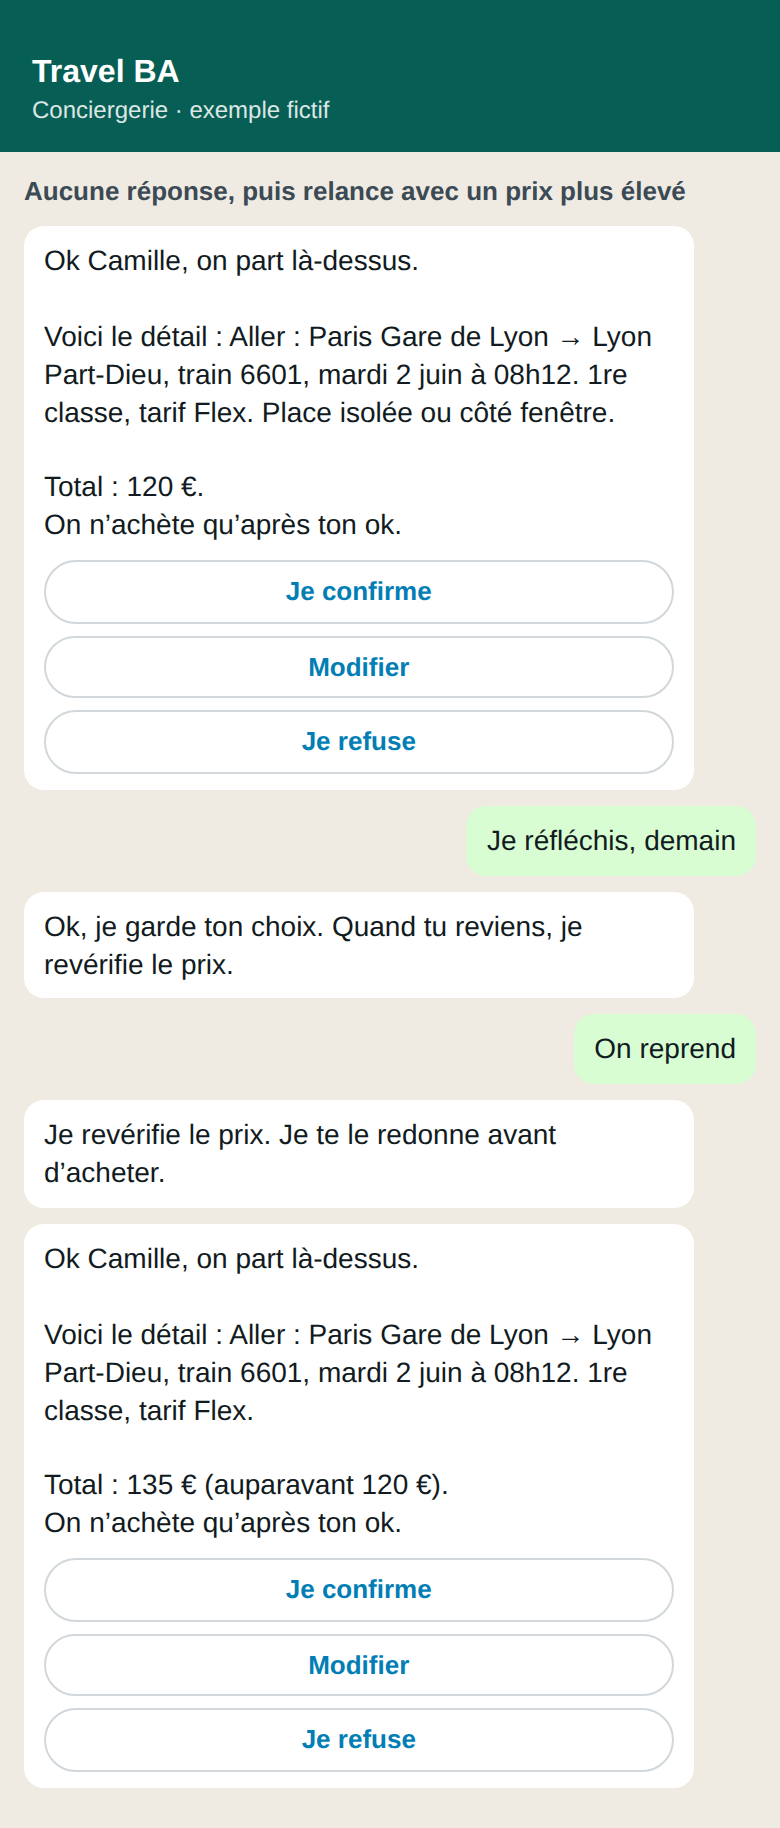 Travel BA
Conciergerie · exemple fictif
Aucune réponse, puis relance avec un prix plus élevé
Ok Camille, on part là-dessus.
Voici le détail : Aller : Paris Gare de Lyon → Lyon
Part-Dieu, train 6601, mardi 2 juin à 08h12. 1re
classe, tarif Flex. Place isolée ou côté fenêtre.
Total : 120 €.
On n’achète qu’après ton ok.
Je confirme
Modifier
Je refuse
Je réfléchis, demain
Ok, je garde ton choix. Quand tu reviens, je
revérifie le prix.
On reprend
Je revérifie le prix. Je te le redonne avant
d’acheter.
Ok Camille, on part là-dessus.
Voici le détail : Aller : Paris Gare de Lyon → Lyon
Part-Dieu, train 6601, mardi 2 juin à 08h12. 1re
classe, tarif Flex.
Total : 135 € (auparavant 120 €).
On n’achète qu’après ton ok.
Je confirme
Modifier
Je refuse